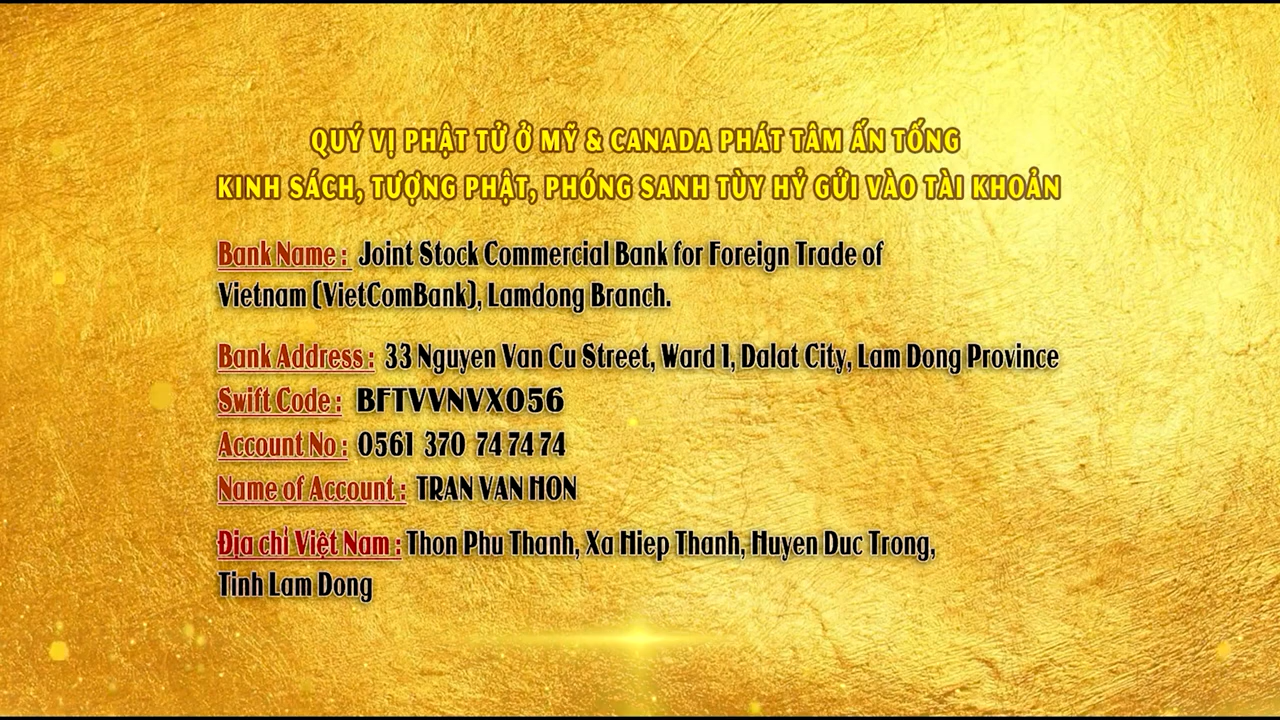 QUÝ VỊ PHẬT TỬ Ở MỸ & CANADA PHÁT TÂM ẤN TỐNG
KINH SÁCH, TƯỢNG PHẬT, PHÓNG SANH TÙY HỶ GỬI VÀO TÀI KHOẢN
Bank Name : Joint Stock Commercial Bank for Foreign Trade of
Vietnam (VietComBank), Lamdong Branch.
Bank Address : 33 Nguyen Van Cu Street, Ward 1, Dalat City, Lam Dong Province
Swift Code : BFTVVNVX056
Account No : 0561 370 74 74 74
Name of Account : TRAN VAN HON
Địa chỉ Việt Nam : Thon Phu Thanh, Xa Hiep Thanh, Huyen Duc Trong,
Tinh Lam Dong